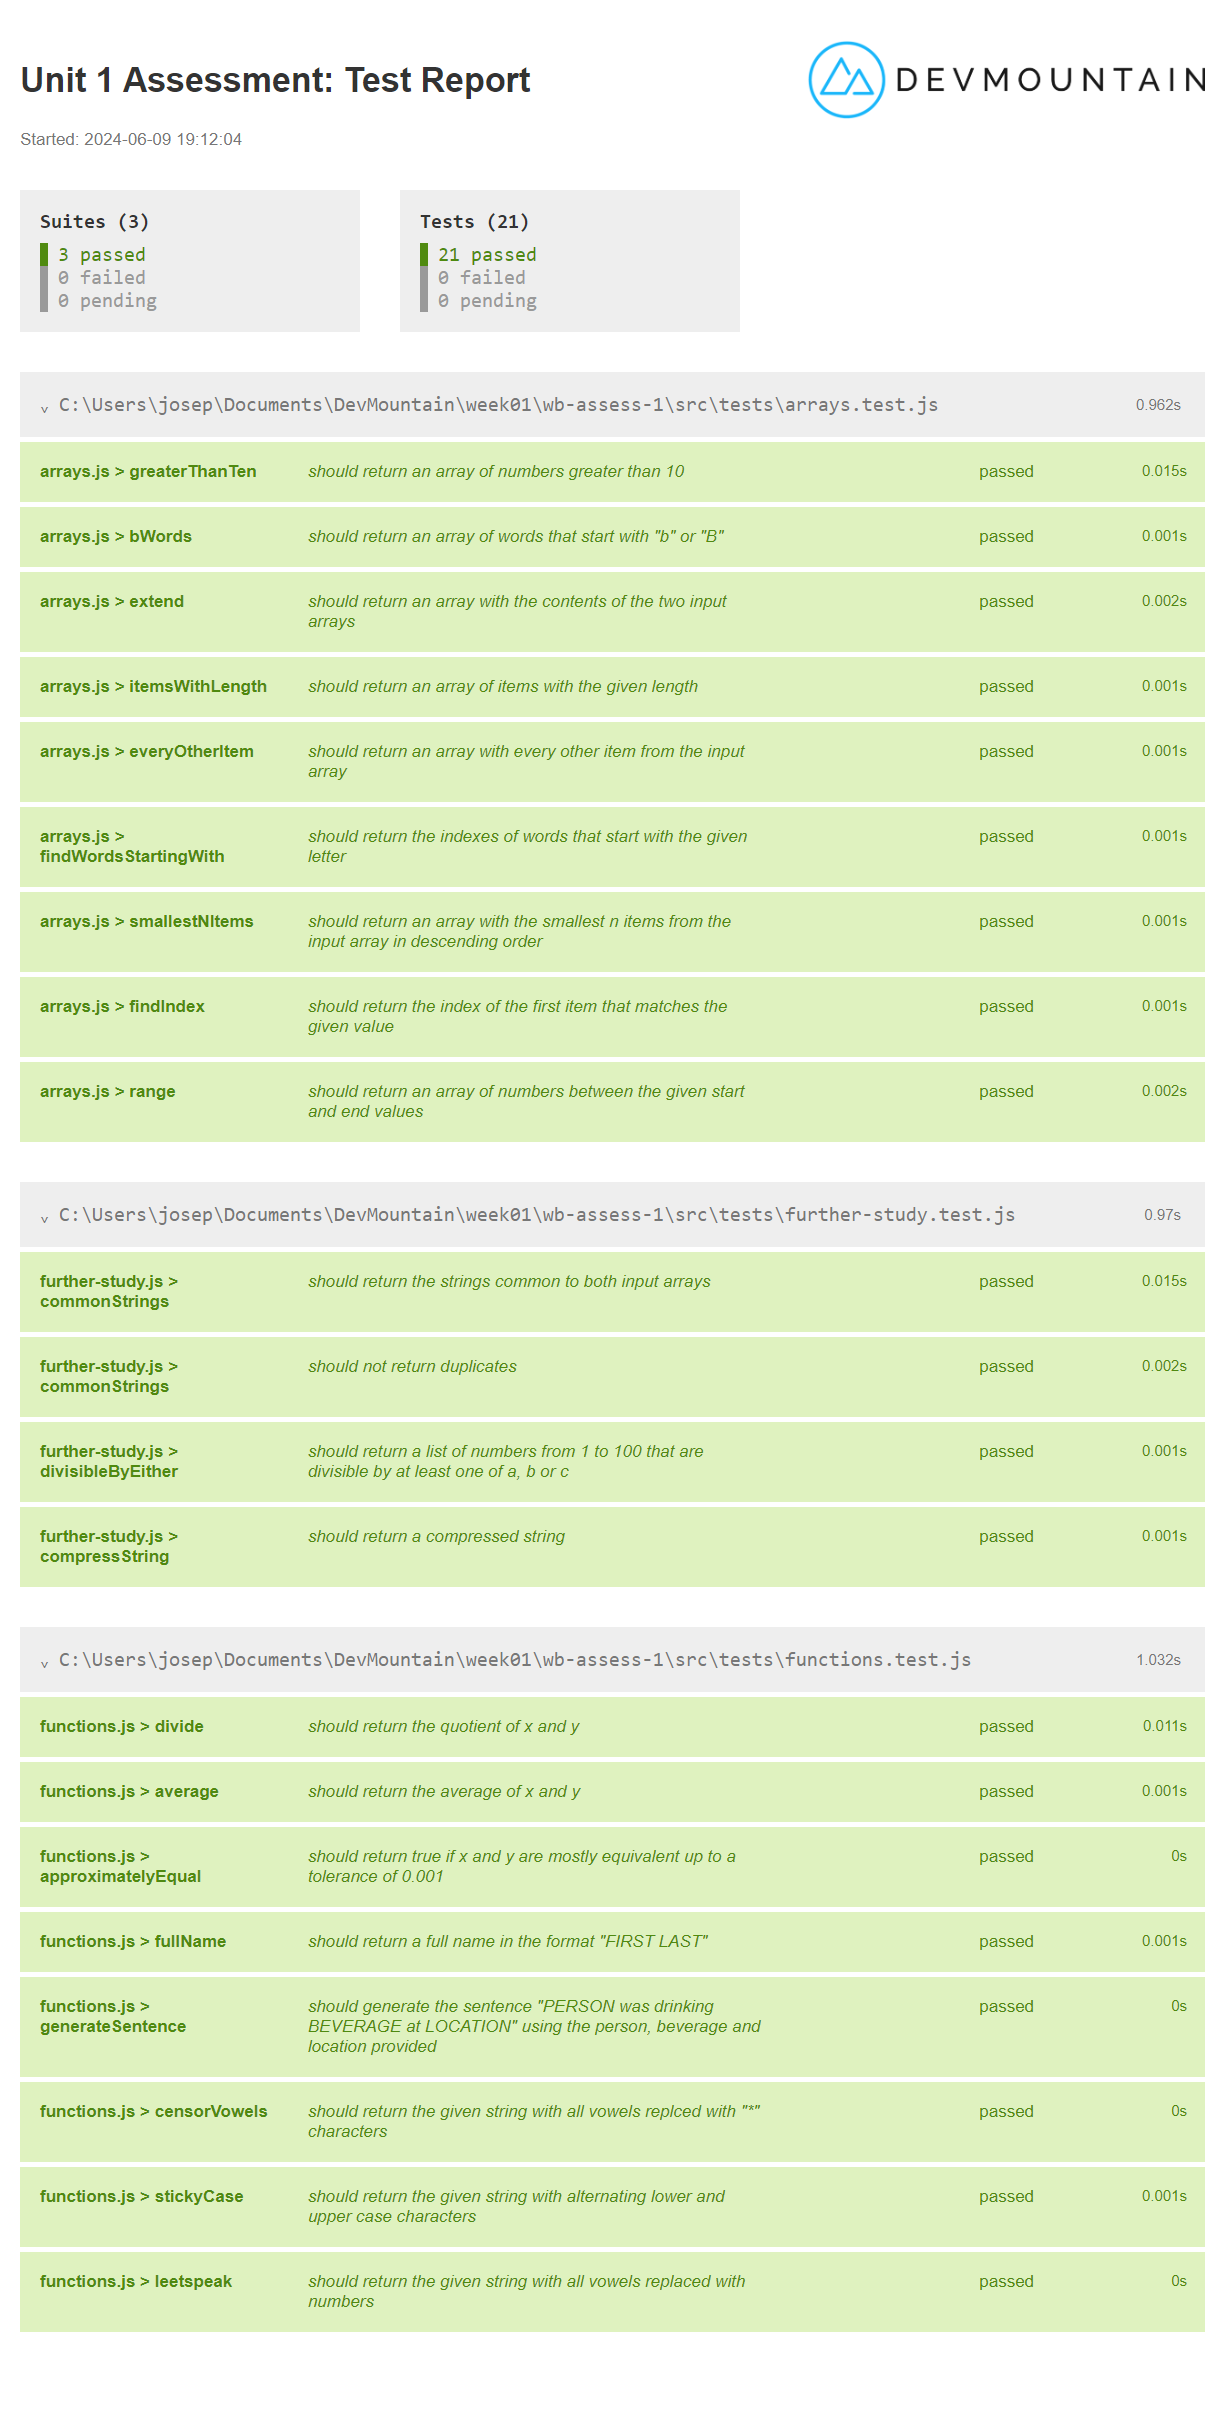 Unit 1 Assessment: Test Report
DEVMOUNTAIN
Started: 2024-06-09 19:12:04
Suites (3)
3 passed
0 failed
0 pending
Tests (21)
21 passed
0 failed
0 pending
C:\Users\josep\Documents\DevMountain\week01\wb-assess-1\src\tests\arrays.test.js 0.962s
arrays.js > greaterThanTen should return an array of numbers greater than 10 passed 0.015s
arrays.js > bWords should return an array of words that start with "b" or "B" passed 0.001s
arrays.js > extend should return an array with the contents of the two input passed 0.002s
arrays
arrays.js > itemsWithLength should return an array of items with the given length passed 0.001s
arrays.js > everyOtherItem should return an array with every other item from the input passed 0.001s
array
arrays.js > should return the indexes of words that start with the given passed 0.001s
findWordsStartingWith letter
arrays.js > smallestNItems should return an array with the smallest n items from the passed 0.001s
input array in descending order
arrays.js > findIndex should return the index of the first item that matches the passed 0.001s
given value
arrays.js > range should return an array of numbers between the given start passed 0.002s
and end values
C:\Users\josep\Documents\DevMountain\week01\wb-assess-1\src\tests\further-study.test.js 0.97s
further-study.js > should return the strings common to both input arrays passed 0.015s
commonStrings
further-study.js > should not return duplicates passed 0.002s
commonStrings
further-study.js > should return a list of numbers from 1 to 100 that are passed 0.001s
divisibleByEither divisible by at least one of a, b or c
further-study.js > should return a compressed string passed 0.001s
compressString
C:\Users\josep\Documents\DevMountain\week01\wb-assess-1\src\tests\functions.test.js 1.032s
functions.js > divide should return the quotient of x and y passed 0.011s
functions.js > average should return the average of x and y passed 0.001s
functions.js > should return true if x and y are mostly equivalent up to a passed 0s
approximatelyEqual tolerance of 0.001
functions.js > fullName should return a full name in the format "FIRST LAST" passed 0.001s
functions.js > should generate the sentence "PERSON was drinking passed 0s
generateSentence BEVERAGE at LOCATION" using the person, beverage and
location provided
functions.js > censorVowels should return the given string with all vowels replced with "*" passed 0s
characters
functions.js > stickyCase should return the given string with alternating lower and passed 0.001s
upper case characters
functions.js > leetspeak should return the given string with all vowels replaced with passed 0s
numbers